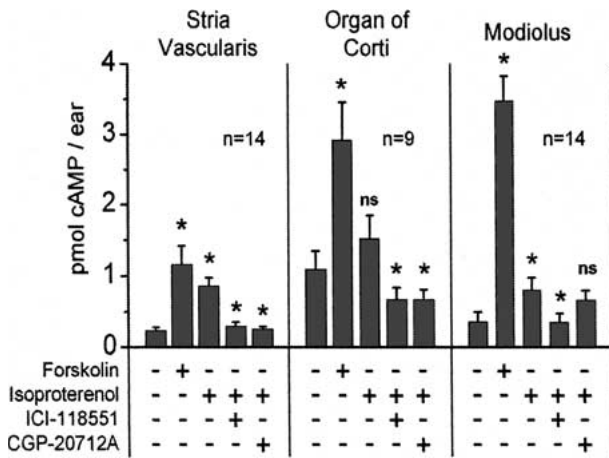 Stria Vascularis
Organ of Corti
Modiolus
pmol cAMP / ear
4
3
2
1
0
n=14
n=9
n=14
* * * *
* ns * *
* * * ns
Forskolin - + - - - - + - - - - + - - -
Isoproterenol - - + + + - - + + + - - + + +
ICI-118551 - - - + - - - - + - - - - + -
CGP-20712A - - - - + - - - - + - - - - +